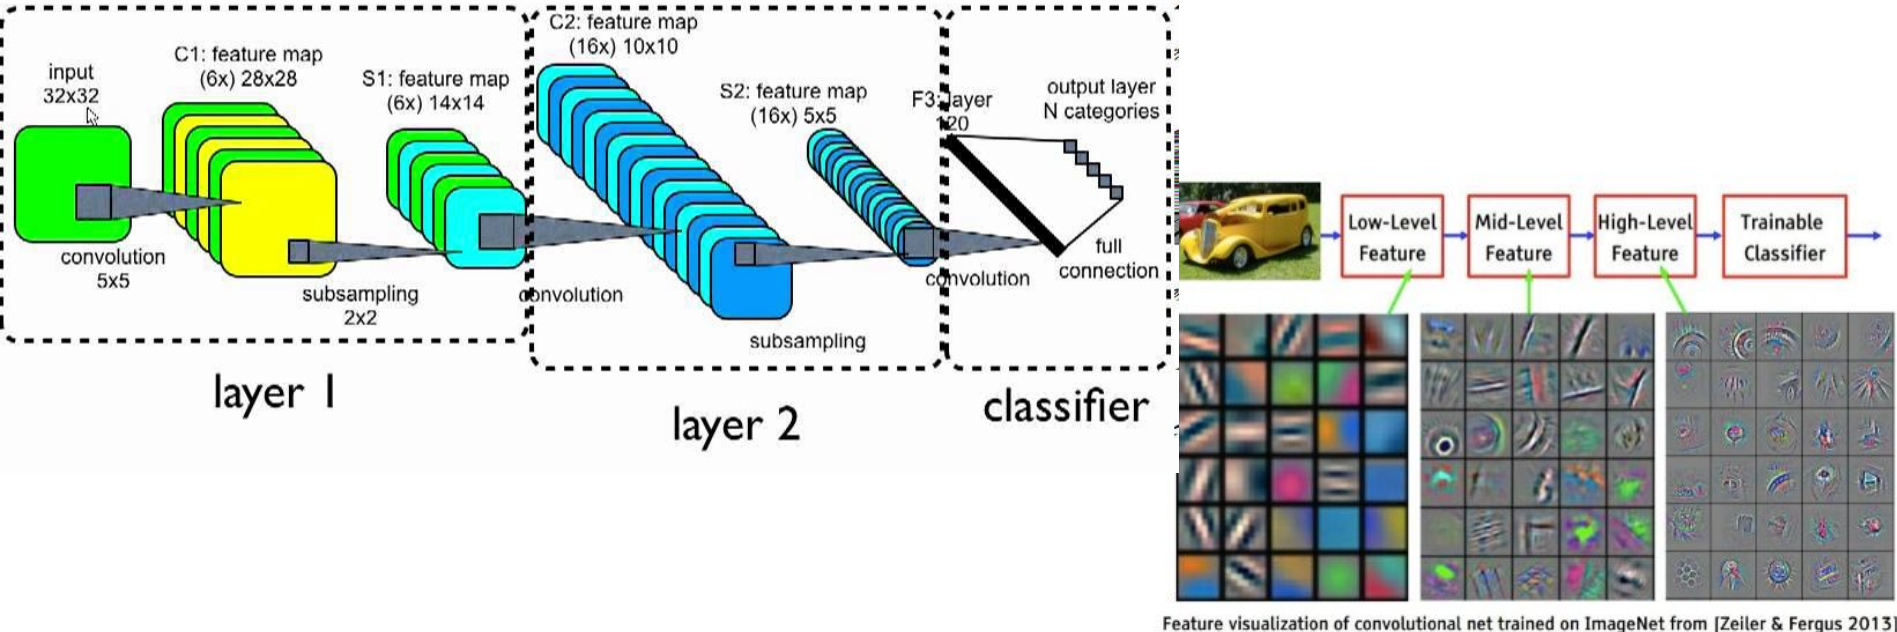 input
32x32
C1: feature map
(6x) 28x28
S1: feature map
(6x) 14x14
convolution
5x5
subsampling
2x2
layer 1
C2: feature map
(16x) 10x10
S2: feature map
(16x) 5x5
convolution
subsampling
layer 2
F3: layer
120
output layer
N categories
convolution
full
connection
classifier
Low-Level
Feature
Mid-Level
Feature
High-Level
Feature
Trainable
Classifier
Feature visualization of convolutional net trained on ImageNet from [Zeiler & Fergus 2013]